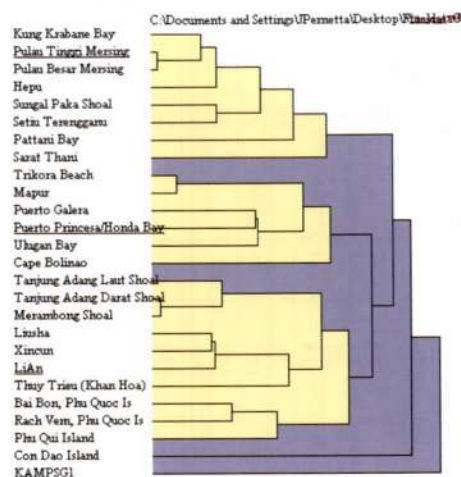 C:\Documents and Settings\JPernetta\Desktop\
Kung Krabane Bay
Pulau Tinggi Mersing
Pulau Besar Mersing
Hepu
Sungal Paka Shoal
Setiu Terengganu
Pattani Bay
Sarat Thani
Trikora Beach
Mapur
Puerto Galera
Puerto Princesa/Honda Bay
Ulugan Bay
Cape Bolinao
Tanjung Adang Laut Shoal
Tanjung Adang Darat Shoal
Merambong Shoal
Liusha
Xincun
LiAn
Thuy Trieu (Khan Hoa)
Bai Bon, Phu Quoc Is
Rach Vem, Phu Quoc Is
Phu Qui Island
Con Dao Island
KAMPSG1